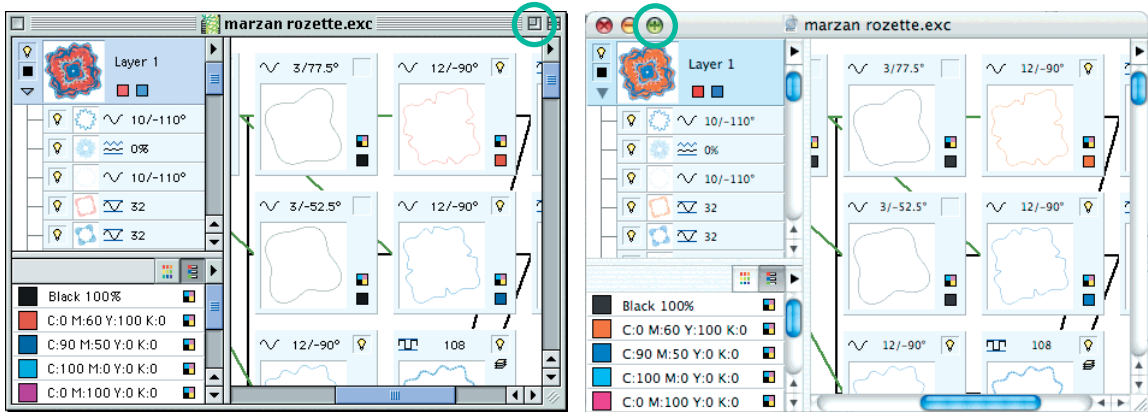 marzan rozette.exc
Layer 1
10/-110°
0%
10/-110°
32
32
3/77.5°
12/-90°
3/-52.5°
12/-90°
12/-90°
108
Black 100%
C:0 M:60 Y:100 K:0
C:90 M:50 Y:0 K:0
C:100 M:0 Y:0 K:0
C:0 M:100 Y:0 K:0
marzan rozette.exc
Layer 1
10/-110°
0%
10/-110°
32
32
3/77.5°
12/-90°
3/-52.5°
12/-90°
12/-90°
108
Black 100%
C:0 M:60 Y:100 K:0
C:90 M:50 Y:0 K:0
C:100 M:0 Y:0 K:0
C:0 M:100 Y:0 K:0